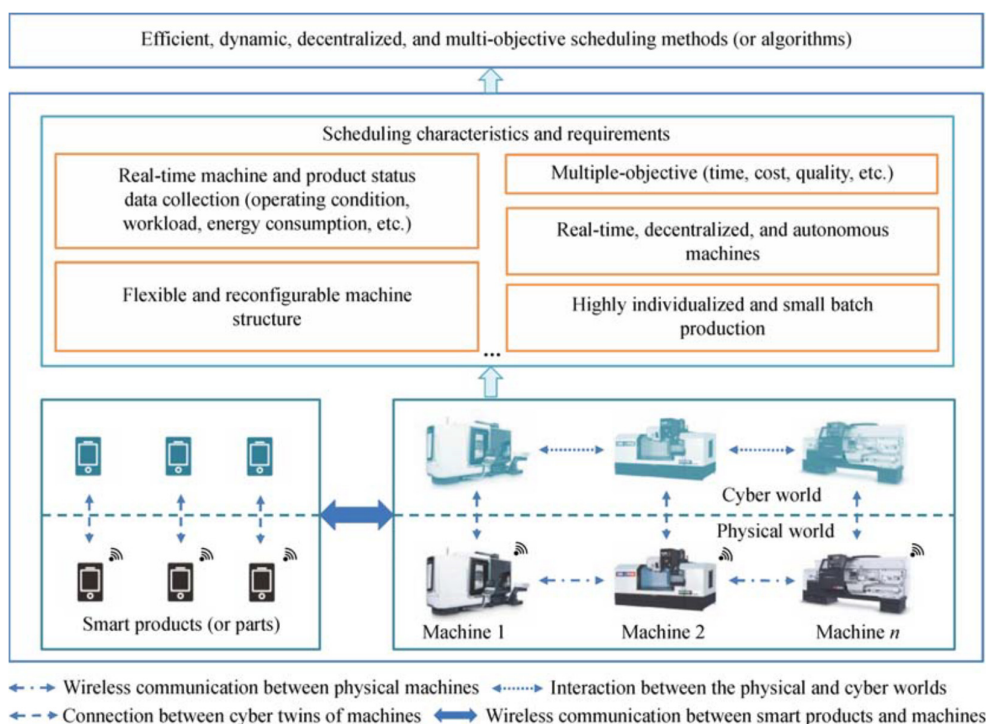 Efficient, dynamic, decentralized, and multi-objective scheduling methods (or algorithms)
Scheduling characteristics and requirements
Real-time machine and product status
data collection (operating condition,
workload, energy consumption, etc.)
Multiple-objective (time, cost, quality, etc.)
Real-time, decentralized, and autonomous
machines
Flexible and reconfigurable machine
structure
Highly individualized and small batch
production
...
Cyber world
Physical world
Smart products (or parts)
Machine 1
Machine 2
Machine n
Wireless communication between physical machines
Interaction between the physical and cyber worlds
Connection between cyber twins of machines
Wireless communication between smart products and machines